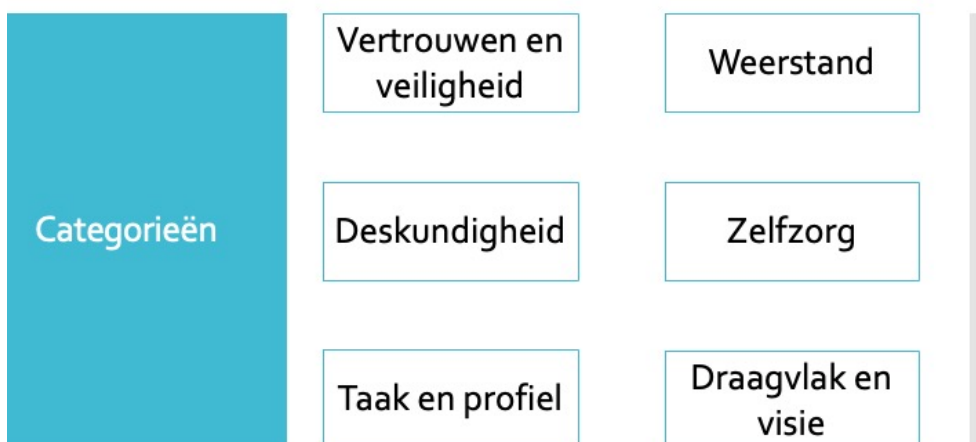 Categorieën
Vertrouwen en
veiligheid
Weerstand
Deskundigheid
Zelfzorg
Taak en profiel
Draagvlak en
visie